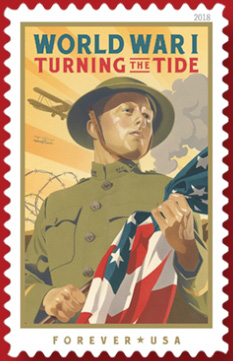 2018
WORLD WAR I
TURNING THE TIDE
FOREVER★USA